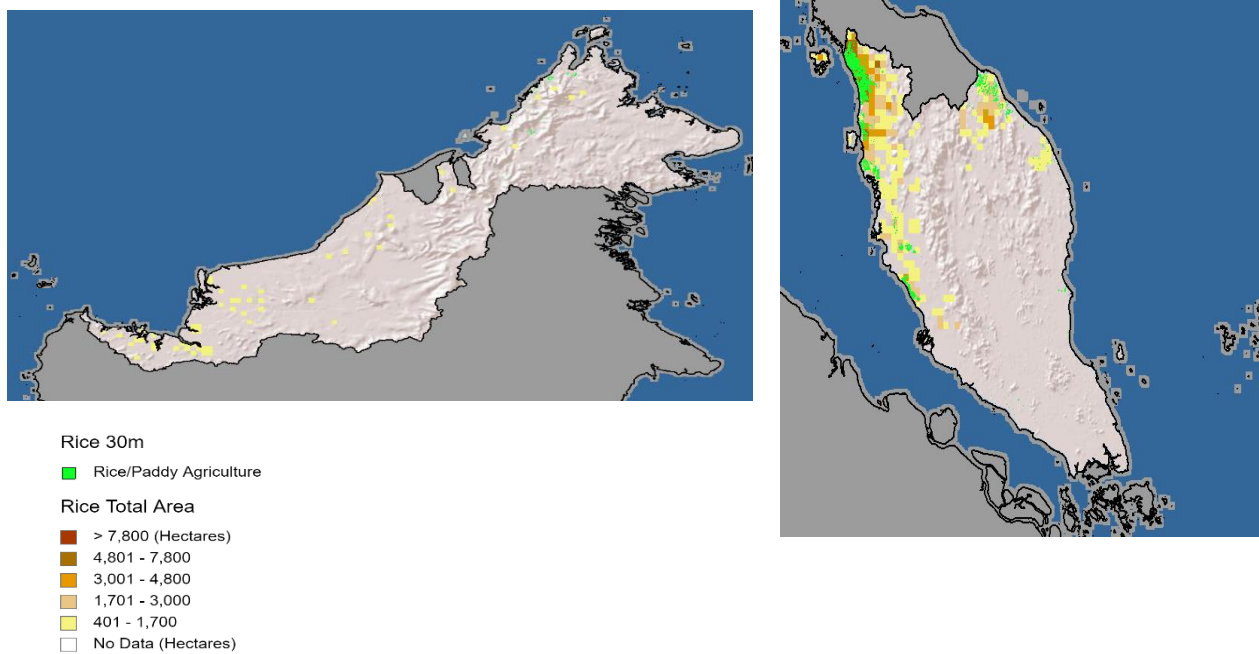 Rice 30m
Rice/Paddy Agriculture
Rice Total Area
> 7,800 (Hectares)
4,801 - 7,800
3,001 - 4,800
1,701 - 3,000
401 - 1,700
No Data (Hectares)